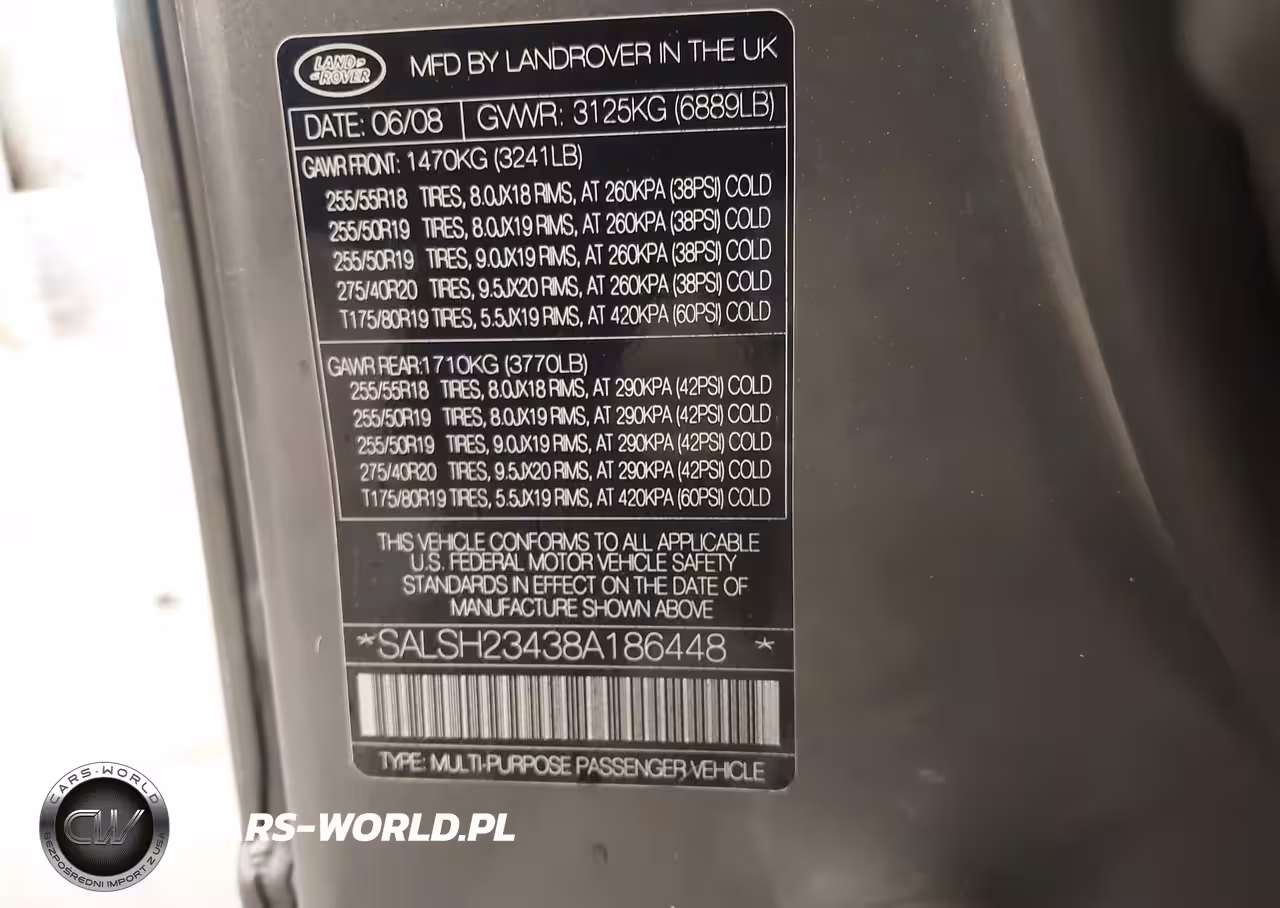 LAND
ROVER
MFD BY LANDROVER IN THE UK
DATE: 06/08 GVWR: 3125KG (6889LB)
GAWR FRONT: 1470KG (3241LB)
255/55R18 TIRES, 8.0JX18 RIMS, AT 260KPA (38PSI) COLD
255/50R19 TIRES, 8.0JX19 RIMS, AT 260KPA (38PSI) COLD
255/50R19 TIRES, 9.0JX19 RIMS, AT 260KPA (38PSI) COLD
275/40R20 TIRES, 9.5JX20 RIMS, AT 260KPA (38PSI) COLD
T175/80R19 TIRES, 5.5JX19 RIMS, AT 420KPA (60PSI) COLD
GAWR REAR:1710KG (3770LB)
255/55R18 TIRES, 8.0JX18 RIMS, AT 290KPA (42PSI) COLD
255/50R19 TIRES, 8.0JX19 RIMS, AT 290KPA (42PSI) COLD
255/50R19 TIRES, 9.0JX19 RIMS, AT 290KPA (42PSI) COLD
275/40R20 TIRES, 9.5JX20 RIMS, AT 290KPA (42PSI) COLD
T175/80R19 TIRES, 5.5JX19 RIMS, AT 420KPA (60PSI) COLD
THIS VEHICLE CONFORMS TO ALL APPLICABLE
U.S. FEDERAL MOTOR VEHICLE SAFETY
STANDARDS IN EFFECT ON THE DATE OF
MANUFACTURE SHOWN ABOVE
*SALSH23438A186448 *
TYPE: MULTI-PURPOSE PASSENGER VEHICLE
CARS-WORLD
CW
BEZPOŚREDNI IMPORT Z USA
ARS-WORLD.PL